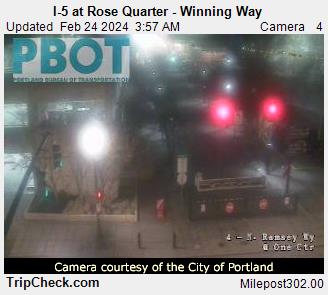 I-5 at Rose Quarter - Winning Way
Updated Feb 24 2024 3:57 AM Camera 4
PBOT
PORTLAND BUREAU OF TRANSPORTATION
4 - N. Ramsey Wy
@ One Ctr
Camera courtesy of the City of Portland
TripCheck.com Milepost302.00